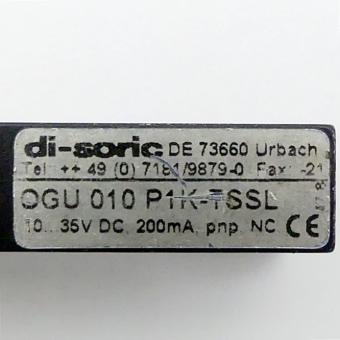 di-soric DE 73660 Urbach
Tel: ++ 49 (0) 7181/9879-0 Fax: -21
OGU 010 P1K-TSSL
10...35V DC, 200mA, pnp, NC CE